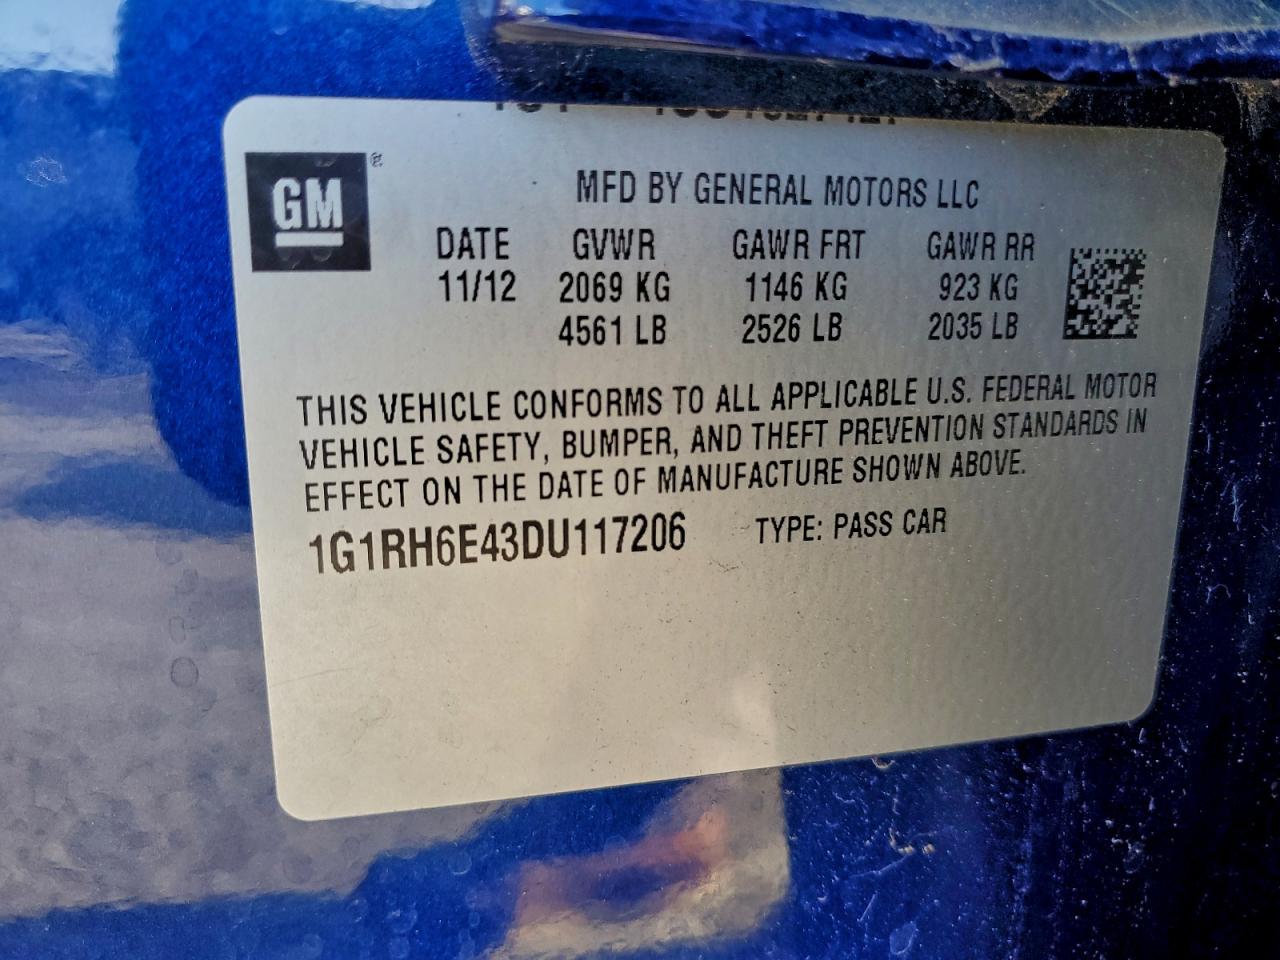 GM ®
MFD BY GENERAL MOTORS LLC
DATE GVWR GAWR FRT GAWR RR
11/12 2069 KG 1146 KG 923 KG
4561 LB 2526 LB 2035 LB
THIS VEHICLE CONFORMS TO ALL APPLICABLE U.S. FEDERAL MOTOR
VEHICLE SAFETY, BUMPER, AND THEFT PREVENTION STANDARDS IN
EFFECT ON THE DATE OF MANUFACTURE SHOWN ABOVE.
1G1RH6E43DU117206 TYPE: PASS CAR